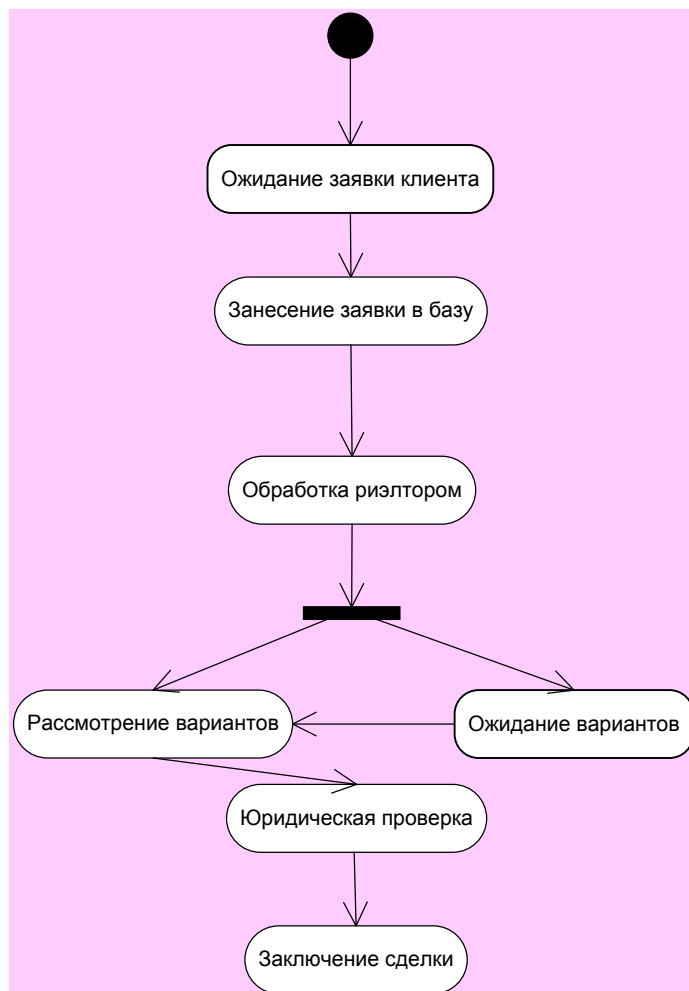 Ожидание заявки клиента
Занесение заявки в базу
Обработка риэлтором
Рассмотрение вариантов
Ожидание вариантов
Юридическая проверка
Заключение сделки